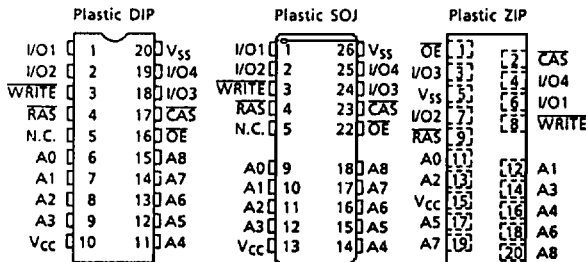 Plastic DIP Plastic SOJ Plastic ZIP
I/O1 1 20 VSS
I/O2 2 19 I/O4
WRITE 3 18 I/O3
RAS 4 17 CAS
N.C. 5 16 OE
A0 6 15 A8
A1 7 14 A7
A2 8 13 A6
A3 9 12 A5
VCC 10 11 A4
I/O1 1 26 VSS
I/O2 2 25 I/O4
WRITE 3 24 I/O3
RAS 4 23 CAS
N.C. 5 22 OE
A0 9 18 A8
A1 10 17 A7
A2 11 16 A6
A3 12 15 A5
VCC 13 14 A4
OE 1
2 CAS
I/O3 3
4 I/O4
VSS 5
6 I/O1
I/O2 7
8 WRITE
RAS 9
A0 11
12 A1
A2 13
14 A3
VCC 15
16 A4
A5 17
18 A6
A7 19
20 A8